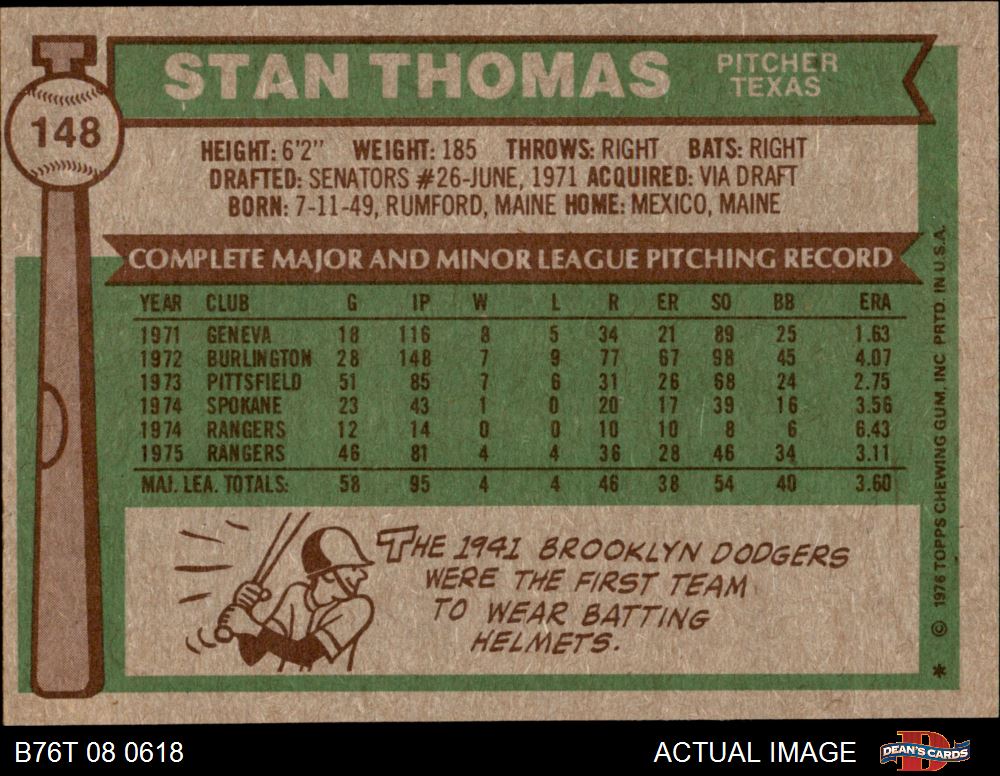 STAN THOMAS
PITCHER
TEXAS
148
HEIGHT: 6'2" WEIGHT: 185 THROWS: RIGHT BATS: RIGHT
DRAFTED: SENATORS #26-JUNE, 1971 ACQUIRED: VIA DRAFT
BORN: 7-11-49, RUMFORD, MAINE HOME: MEXICO, MAINE
COMPLETE MAJOR AND MINOR LEAGUE PITCHING RECORD
YEAR CLUB G IP W L R ER SO BB ERA
1971 GENEVA 18 116 8 5 34 21 89 25 1.63
1972 BURLINGTON 28 148 7 9 77 67 98 45 4.07
1973 PITTSFIELD 51 85 7 6 31 26 68 24 2.75
1974 SPOKANE 23 43 1 0 20 17 39 16 3.56
1974 RANGERS 12 14 0 0 10 10 8 6 6.43
1975 RANGERS 46 81 4 4 36 28 46 34 3.11
MAJ. LEA. TOTALS: 58 95 4 4 46 38 54 40 3.60
THE 1941 BROOKLYN DODGERS
WERE THE FIRST TEAM
TO WEAR BATTING
HELMETS.
* © 1976 TOPPS CHEWING GUM, INC PRTD. IN U.S.A.
B76T 08 0618
ACTUAL IMAGE
DEAN'S CARDS